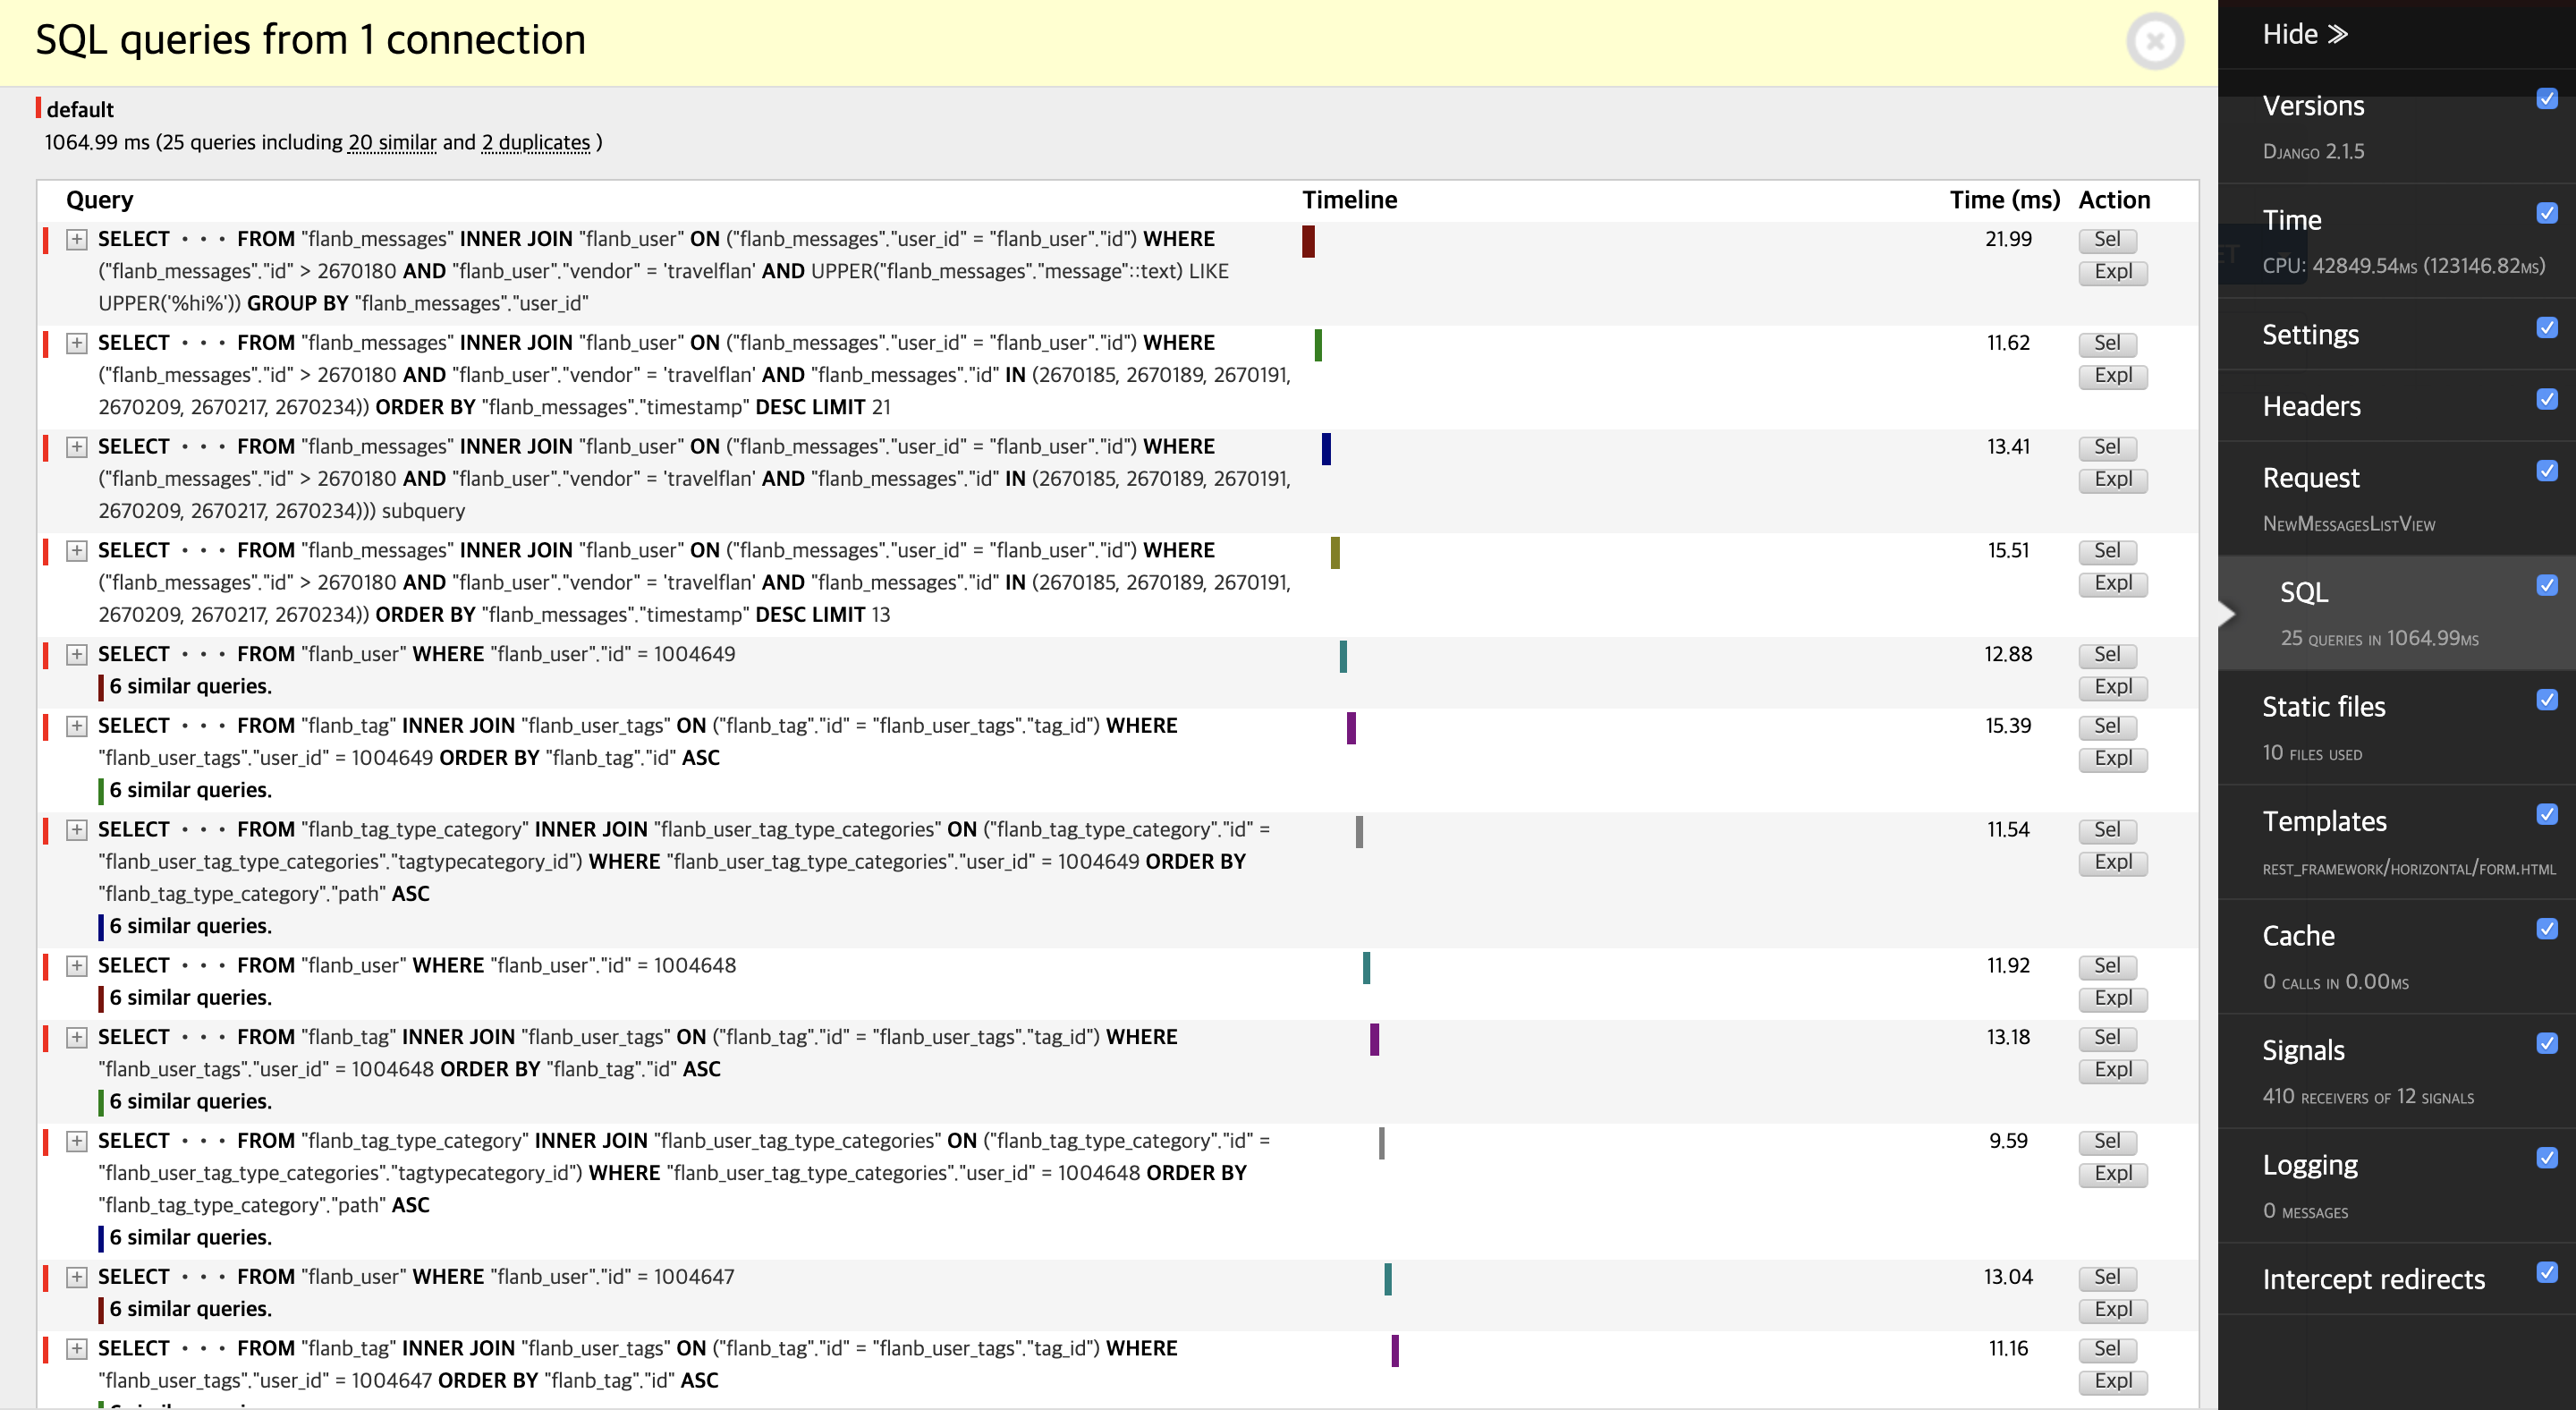 SQL queries from 1 connection
default
1064.99 ms (25 queries including 20 similar and 2 duplicates )
Query Timeline Time (ms) Action
SELECT ••• FROM "flanb_messages" INNER JOIN "flanb_user" ON ("flanb_messages"."user_id" = "flanb_user"."id") WHERE 21.99 Sel
("flanb_messages"."id" > 2670180 AND "flanb_user"."vendor" = 'travelflan' AND UPPER("flanb_messages"."message"::text) LIKE Expl
UPPER('%hi%')) GROUP BY "flanb_messages"."user_id"
SELECT ••• FROM "flanb_messages" INNER JOIN "flanb_user" ON ("flanb_messages"."user_id" = "flanb_user"."id") WHERE 11.62 Sel
("flanb_messages"."id" > 2670180 AND "flanb_user"."vendor" = 'travelflan' AND "flanb_messages"."id" IN (2670185, 2670189, 2670191, Expl
2670209, 2670217, 2670234)) ORDER BY "flanb_messages"."timestamp" DESC LIMIT 21
SELECT ••• FROM "flanb_messages" INNER JOIN "flanb_user" ON ("flanb_messages"."user_id" = "flanb_user"."id") WHERE 13.41 Sel
("flanb_messages"."id" > 2670180 AND "flanb_user"."vendor" = 'travelflan' AND "flanb_messages"."id" IN (2670185, 2670189, 2670191, Expl
2670209, 2670217, 2670234))) subquery
SELECT ••• FROM "flanb_messages" INNER JOIN "flanb_user" ON ("flanb_messages"."user_id" = "flanb_user"."id") WHERE 15.51 Sel
("flanb_messages"."id" > 2670180 AND "flanb_user"."vendor" = 'travelflan' AND "flanb_messages"."id" IN (2670185, 2670189, 2670191, Expl
2670209, 2670217, 2670234)) ORDER BY "flanb_messages"."timestamp" DESC LIMIT 13
SELECT ••• FROM "flanb_user" WHERE "flanb_user"."id" = 1004649 12.88 Sel
6 similar queries. Expl
SELECT ••• FROM "flanb_tag" INNER JOIN "flanb_user_tags" ON ("flanb_tag"."id" = "flanb_user_tags"."tag_id") WHERE 15.39 Sel
"flanb_user_tags"."user_id" = 1004649 ORDER BY "flanb_tag"."id" ASC Expl
6 similar queries.
SELECT ••• FROM "flanb_tag_type_category" INNER JOIN "flanb_user_tag_type_categories" ON ("flanb_tag_type_category"."id" = 11.54 Sel
"flanb_user_tag_type_categories"."tagtypecategory_id") WHERE "flanb_user_tag_type_categories"."user_id" = 1004649 ORDER BY Expl
"flanb_tag_type_category"."path" ASC
6 similar queries.
SELECT ••• FROM "flanb_user" WHERE "flanb_user"."id" = 1004648 11.92 Sel
6 similar queries. Expl
SELECT ••• FROM "flanb_tag" INNER JOIN "flanb_user_tags" ON ("flanb_tag"."id" = "flanb_user_tags"."tag_id") WHERE 13.18 Sel
"flanb_user_tags"."user_id" = 1004648 ORDER BY "flanb_tag"."id" ASC Expl
6 similar queries.
SELECT ••• FROM "flanb_tag_type_category" INNER JOIN "flanb_user_tag_type_categories" ON ("flanb_tag_type_category"."id" = 9.59 Sel
"flanb_user_tag_type_categories"."tagtypecategory_id") WHERE "flanb_user_tag_type_categories"."user_id" = 1004648 ORDER BY Expl
"flanb_tag_type_category"."path" ASC
6 similar queries.
SELECT ••• FROM "flanb_user" WHERE "flanb_user"."id" = 1004647 13.04 Sel
6 similar queries. Expl
SELECT ••• FROM "flanb_tag" INNER JOIN "flanb_user_tags" ON ("flanb_tag"."id" = "flanb_user_tags"."tag_id") WHERE 11.16 Sel
"flanb_user_tags"."user_id" = 1004647 ORDER BY "flanb_tag"."id" ASC Expl
Hide »
Versions
Django 2.1.5
Time
CPU: 42849.54ms (123146.82ms)
Settings
Headers
Request
NewMessagesListView
SQL
25 queries in 1064.99ms
Static files
10 files used
Templates
rest_framework/horizontal/form.html
Cache
0 calls in 0.00ms
Signals
410 receivers of 12 signals
Logging
0 messages
Intercept redirects